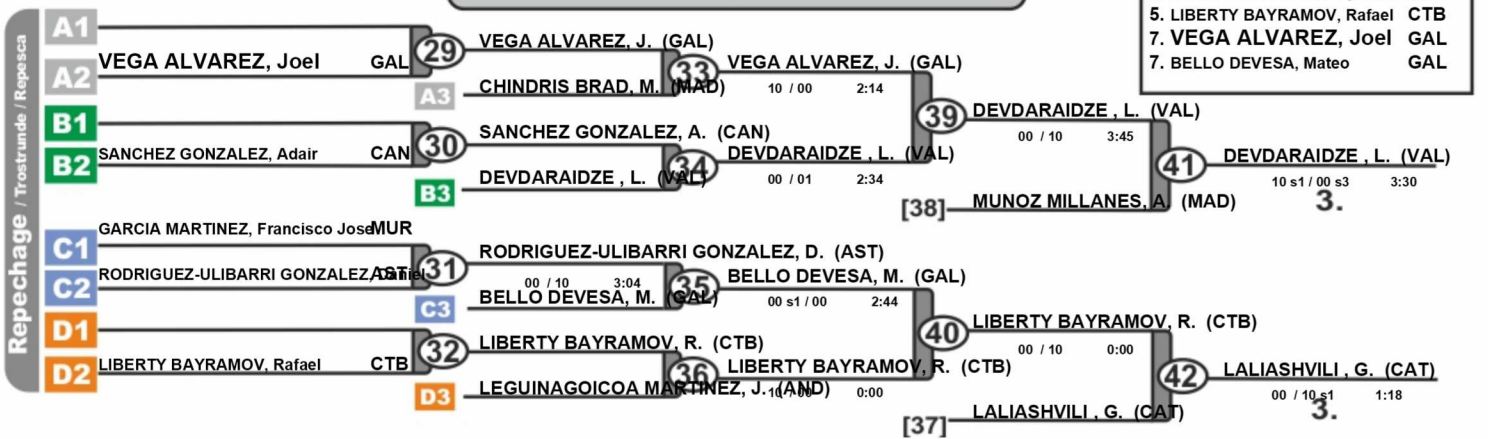 Repechage / Trostrunde / Repesca
5. LIBERTY BAYRAMOV, Rafael CTB
7. VEGA ALVAREZ, Joel GAL
7. BELLO DEVESA, Mateo GAL
A1
A2 VEGA ALVAREZ, Joel GAL
29
VEGA ALVAREZ, J. (GAL)
A3 CHINDRIS BRAD, M. (MAD)
33
VEGA ALVAREZ, J. (GAL)
10 / 00 2:14
B1
B2 SANCHEZ GONZALEZ, Adair CAN
30
SANCHEZ GONZALEZ, A. (CAN)
B3 DEVDARAIDZE , L. (VAL)
34
DEVDARAIDZE , L. (VAL)
00 / 01 2:34
39
DEVDARAIDZE , L. (VAL)
00 / 10 3:45
[38] MUNOZ MILLANES, A. (MAD)
41
DEVDARAIDZE , L. (VAL)
10 s1 / 00 s3 3:30
3.
C1 GARCIA MARTINEZ, Francisco Jose MUR
C2 RODRIGUEZ-ULIBARRI GONZALEZ, Daniel AST
31
RODRIGUEZ-ULIBARRI GONZALEZ, D. (AST)
00 / 10 3:04
C3 BELLO DEVESA, M. (GAL)
35
BELLO DEVESA, M. (GAL)
00 s1 / 00 2:44
D1
D2 LIBERTY BAYRAMOV, Rafael CTB
32
LIBERTY BAYRAMOV, R. (CTB)
D3 LEGUINAGOICOA MARTINEZ, J. (AND)
36
LIBERTY BAYRAMOV, R. (CTB)
10 / 00 0:00
40
LIBERTY BAYRAMOV, R. (CTB)
00 / 10 0:00
[37] LALIASHVILI , G. (CAT)
42
LALIASHVILI , G. (CAT)
00 / 10 s1 1:18
3.